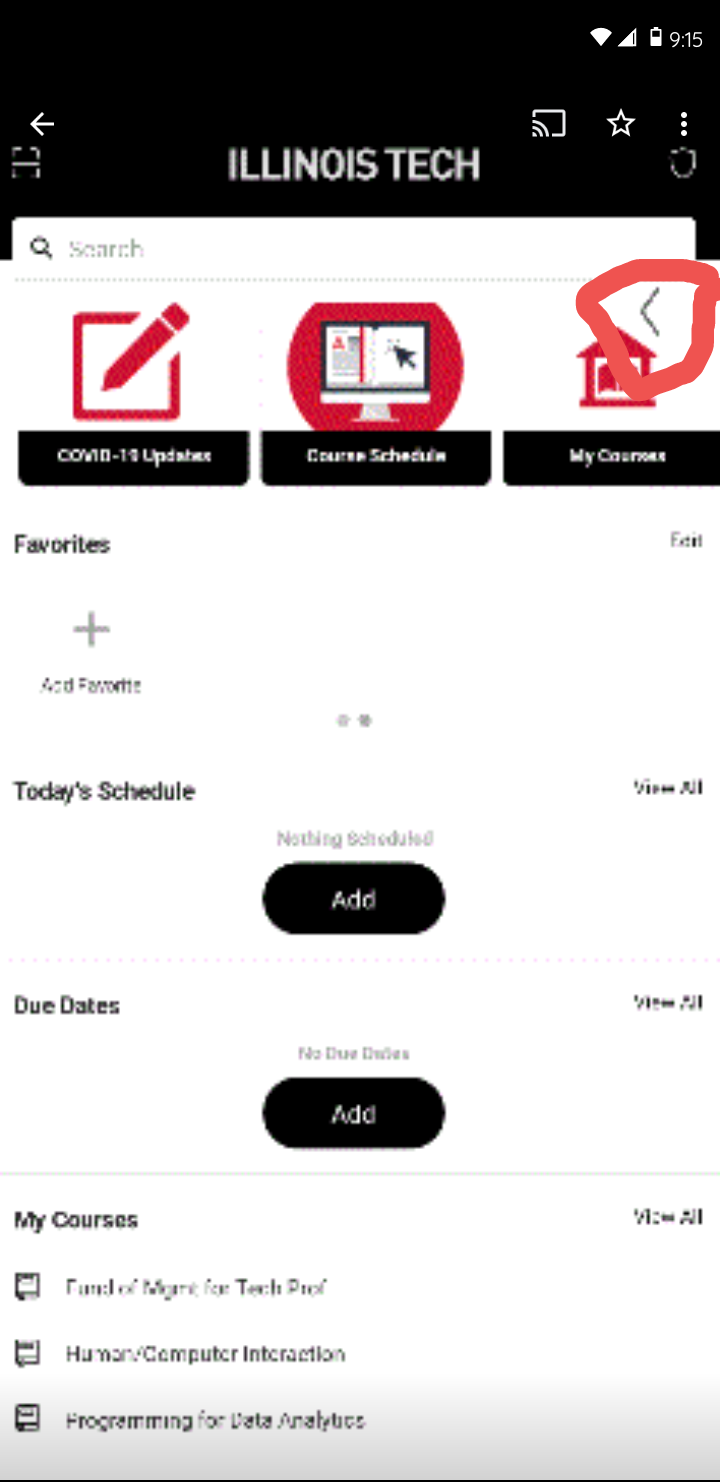 9:15
ILLINOIS TECH
Search
COVID-19 Updates
Course Schedule
My Courses
Favorites
Edit
Add Favorite
Today's Schedule
View All
Nothing Scheduled
Add
Due Dates
View All
No Due Dates
Add
My Courses
View All
Fund of Mgmt for Tech Prof
Human/Computer Interaction
Programming for Data Analytics